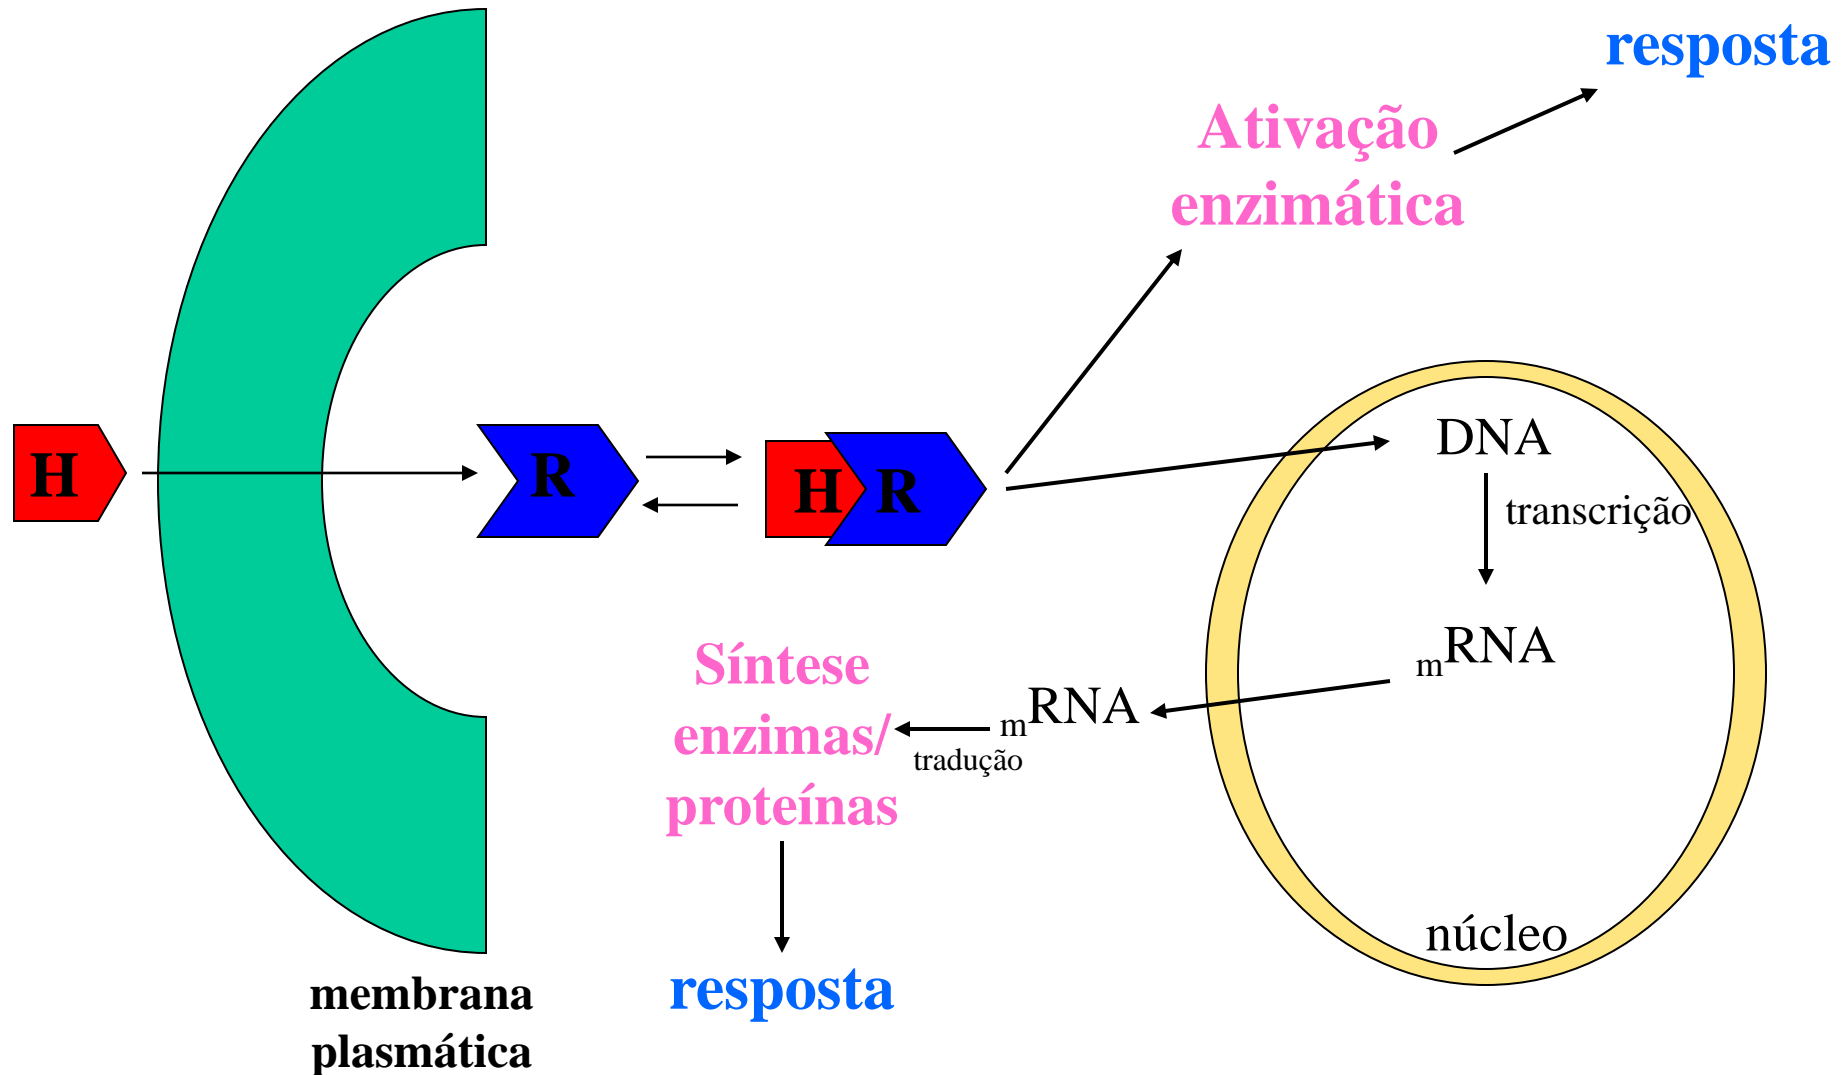 resposta
Ativação
enzimática
H
R
H R
DNA
transcrição
mRNA
mRNA
tradução
Síntese
enzimas/
proteínas
resposta
núcleo
membrana
plasmática